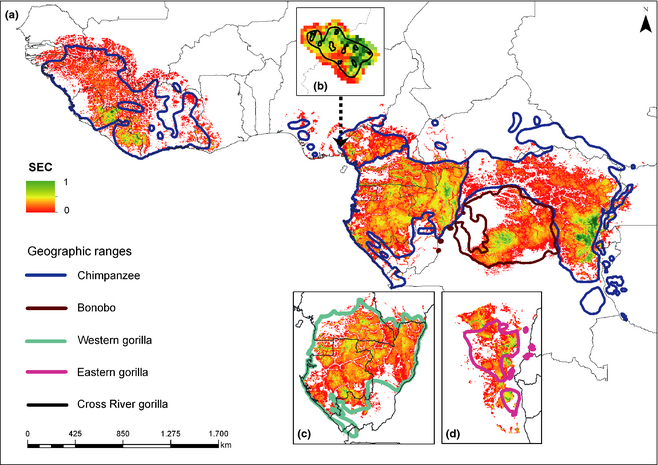 (a)
N
(b)
SEC
1
0
Geographic ranges
Chimpanzee
Bonobo
Western gorilla
Eastern gorilla
Cross River gorilla
0 425 850 1.275 1.700
km
(c)
(d)